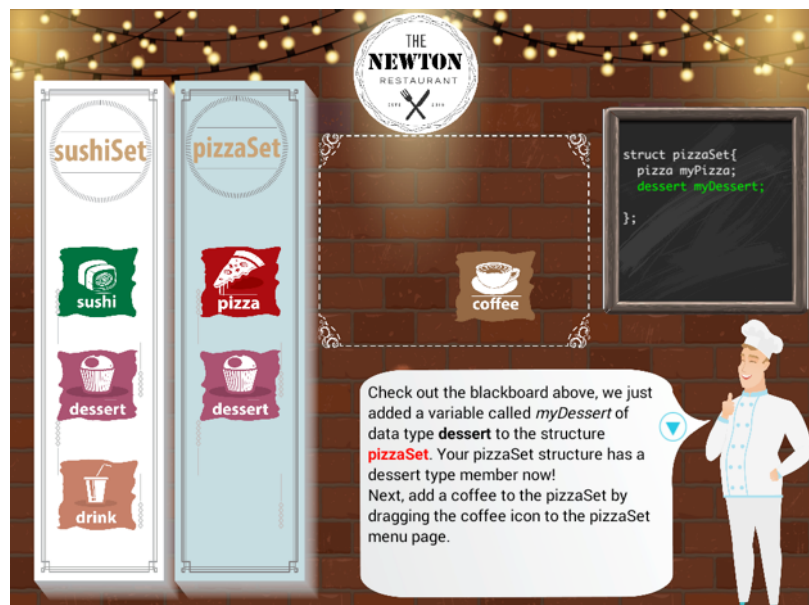 THE
NEWTON
RESTAURANT
sushiSet
pizzaSet
struct pizzaSet{
pizza myPizza;
dessert myDessert;
};
sushi
pizza
coffee
dessert
dessert
drink
Check out the blackboard above, we just
added a variable called myDessert of
data type dessert to the structure
pizzaSet. Your pizzaSet structure has a
dessert type member now!
Next, add a coffee to the pizzaSet by
dragging the coffee icon to the pizzaSet
menu page.